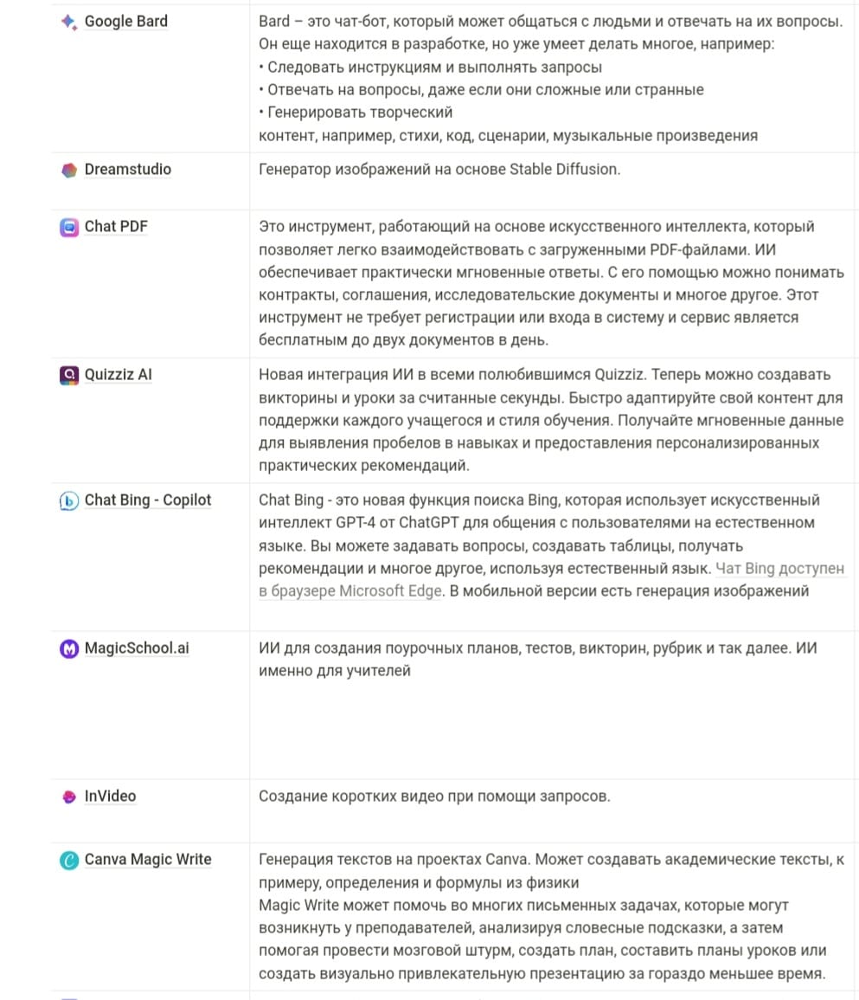 Google Bard
Bard – это чат-бот, который может общаться с людьми и отвечать на их вопросы.
Он еще находится в разработке, но уже умеет делать многое, например:
• Следовать инструкциям и выполнять запросы
• Отвечать на вопросы, даже если они сложные или странные
• Генерировать творческий
контент, например, стихи, код, сценарии, музыкальные произведения
Dreamstudio
Генератор изображений на основе Stable Diffusion.
Chat PDF
Это инструмент, работающий на основе искусственного интеллекта, который
позволяет легко взаимодействовать с загруженными PDF-файлами. ИИ
обеспечивает практически мгновенные ответы. С его помощью можно понимать
контракты, соглашения, исследовательские документы и многое другое. Этот
инструмент не требует регистрации или входа в систему и сервис является
бесплатным до двух документов в день.
Quizziz AI
Новая интеграция ИИ в всеми полюбившимся Quizziz. Теперь можно создавать
викторины и уроки за считанные секунды. Быстро адаптируйте свой контент для
поддержки каждого учащегося и стиля обучения. Получайте мгновенные данные
для выявления пробелов в навыках и предоставления персонализированных
практических рекомендаций.
Chat Bing - Copilot
Chat Bing - это новая функция поиска Bing, которая использует искусственный
интеллект GPT-4 от ChatGPT для общения с пользователями на естественном
языке. Вы можете задавать вопросы, создавать таблицы, получать
рекомендации и многое другое, используя естественный язык. Чат Bing доступен
в браузере Microsoft Edge. В мобильной версии есть генерация изображений
MagicSchool.ai
ИИ для создания поурочных планов, тестов, викторин, рубрик и так далее. ИИ
именно для учителей
InVideo
Создание коротких видео при помощи запросов.
Canva Magic Write
Генерация текстов на проектах Canva. Может создавать академические тексты, к
примеру, определения и формулы из физики
Magic Write может помочь во многих письменных задачах, которые могут
возникнуть у преподавателей, анализируя словесные подсказки, а затем
помогая провести мозговой штурм, создать план, составить планы уроков или
создать визуально привлекательную презентацию за гораздо меньшее время.